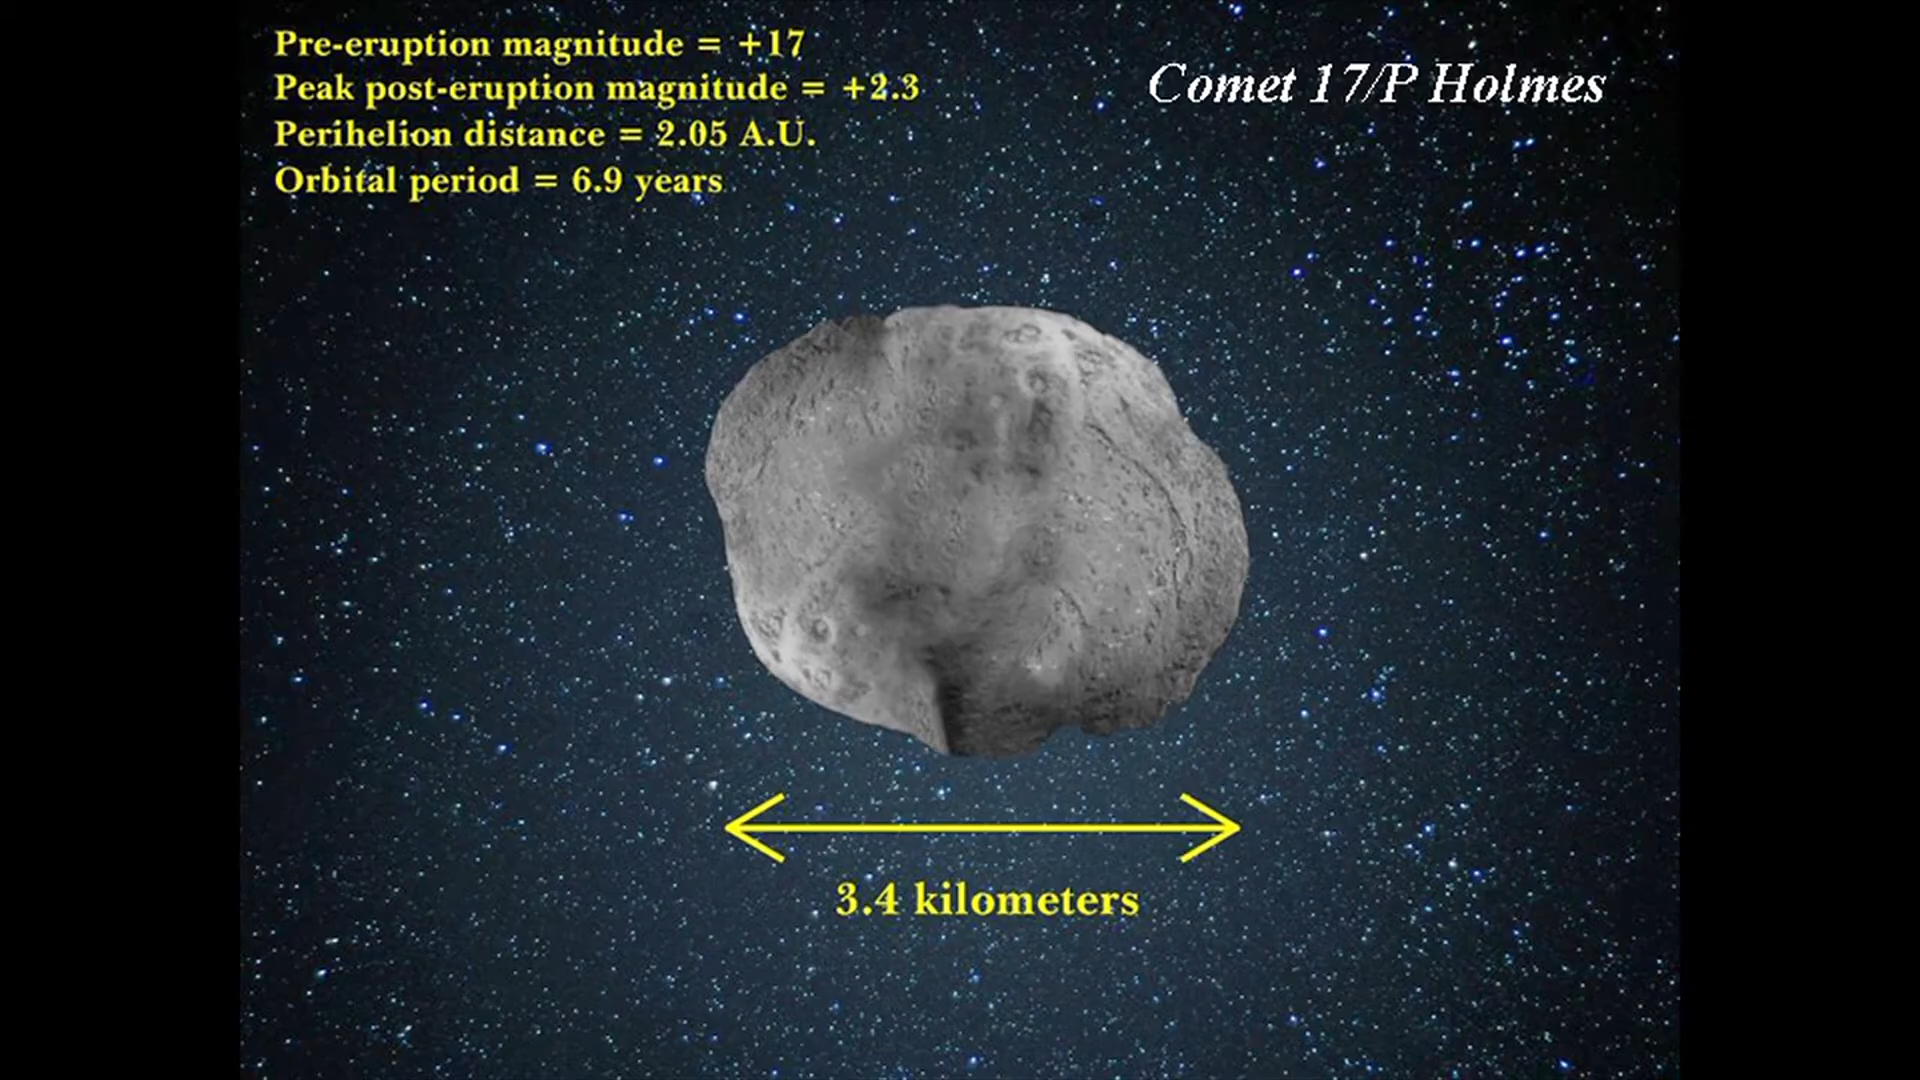 Pre-eruption magnitude = +17
Peak post-eruption magnitude = +2.3
Perihelion distance = 2.05 A.U.
Orbital period = 6.9 years
Comet 17/P Holmes
3.4 kilometers